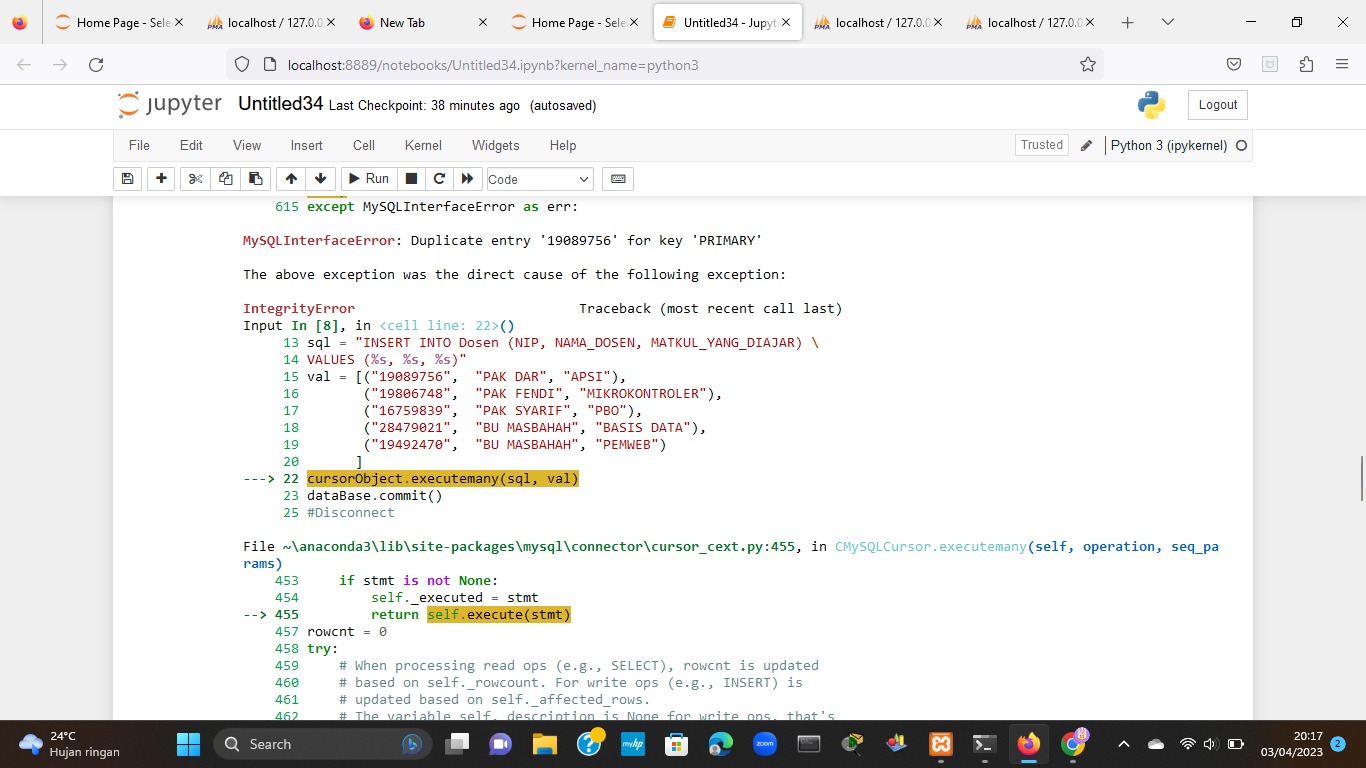 Home Page - Sele
localhost / 127.0.0
New Tab
Home Page - Sele
Untitled34 - Jupyt
localhost / 127.0.0
localhost / 127.0.0
localhost:8889/notebooks/Untitled34.ipynb?kernel_name=python3
jupyter Untitled34 Last Checkpoint: 38 minutes ago (autosaved)
Logout
File Edit View Insert Cell Kernel Widgets Help
Trusted
Python 3 (ipykernel)
Run
Code
615 except MySQLInterfaceError as err:
MySQLInterfaceError: Duplicate entry '19089756' for key 'PRIMARY'
The above exception was the direct cause of the following exception:
IntegrityError Traceback (most recent call last)
Input In [8], in <cell line: 22>()
13 sql = "INSERT INTO Dosen (NIP, NAMA_DOSEN, MATKUL_YANG_DIAJAR) \
14 VALUES (%s, %s, %s)"
15 val = [("19089756", "PAK DAR", "APSI"),
16 ("19806748", "PAK FENDI", "MIKROKONTROLER"),
17 ("16759839", "PAK SYARIF", "PBO"),
18 ("28479021", "BU MASBAHAH", "BASIS DATA"),
19 ("19492470", "BU MASBAHAH", "PEMWEB")
20 ]
---> 22 cursorObject.executemany(sql, val)
23 dataBase.commit()
25 #Disconnect
File ~\anaconda3\lib\site-packages\mysql\connector\cursor_cext.py:455, in CMySQLCursor.executemany(self, operation, seq_pa
rams)
453 if stmt is not None:
454 self._executed = stmt
--> 455 return self.execute(stmt)
457 rowcnt = 0
458 try:
459 # When processing read ops (e.g., SELECT), rowcnt is updated
460 # based on self._rowcount. For write ops (e.g., INSERT) is
461 # updated based on self._affected_rows.
462 # The variable self._description is None for write ops, that's
24°C
Hujan ringan
Search
myhp
zoom
20:17
03/04/2023
2